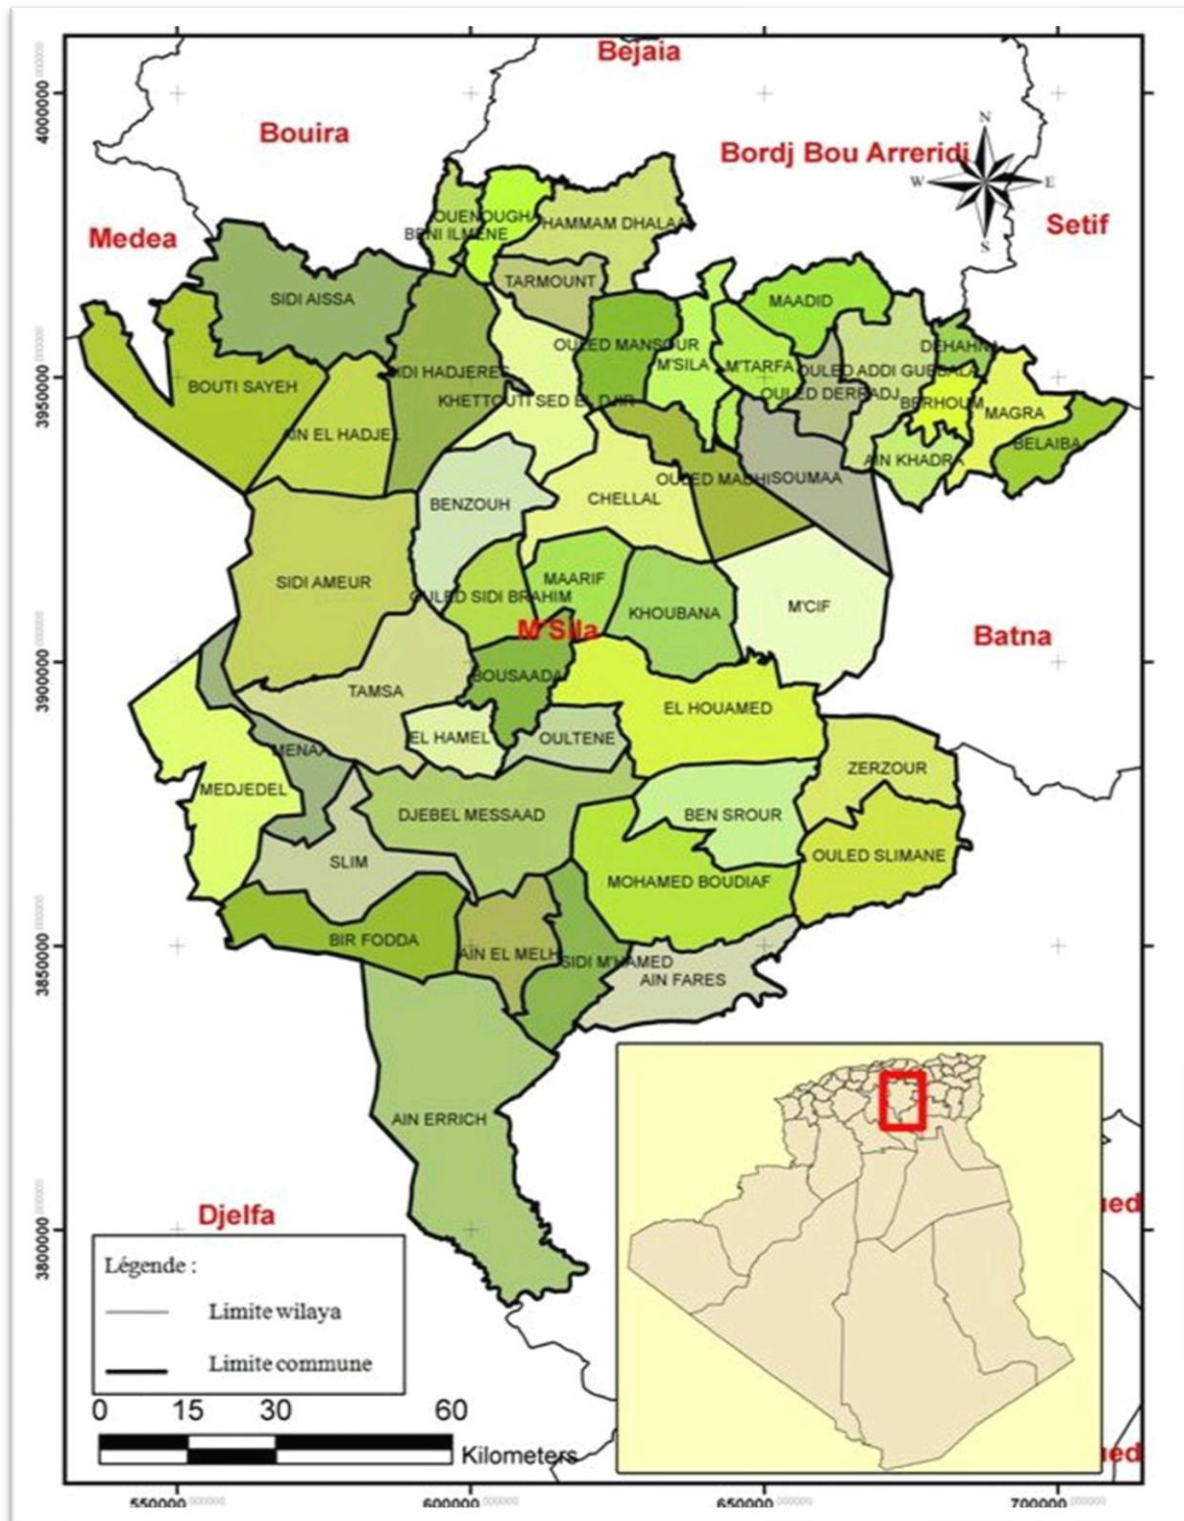 Bejaia
4000000
Bouira
Bordj Bou Arreridj
N
W
E
S
Medea
Setif
OUENOUGHA
HAMMAM DHALAA
BENI ILMENE
TARMOUNT
SIDI AISSA
MAADID
OULED MANSOUR
DEHAHNA
M'SILA
M'TARFA
OULED ADDI GUEBALA
3950000
BOUTI SAYEH
SIDI HADJERES
KHETTOUTI SED EL DJIR
OULED DERRADJ
BERHOUM
MAGRA
AIN EL HADJEL
BELAIBA
AIN KHADRA
OULED MADHI
SOUMAA
BENZOUH
CHELLAL
SIDI AMEUR
OULED SIDI BRAHIM
MAARIF
KHOUBANA
M'CIF
M'Sila
Batna
3900000
BOUSAADA
TAMSA
EL HOUAMED
EL HAMEL
OULTENE
MENAA
ZERZOUR
MEDJEDEL
DJEBEL MESSAAD
BEN SROUR
SLIM
OULED SLIMANE
MOHAMED BOUDIAF
BIR FODDA
3850000
AIN EL MELH
SIDI M'HAMED
AIN FARES
AIN ERRICH
Djelfa
3800000
ued
Légende :
Limite wilaya
Limite commune
0 15 30 60
Kilometers
ued
550000 600000 650000 700000